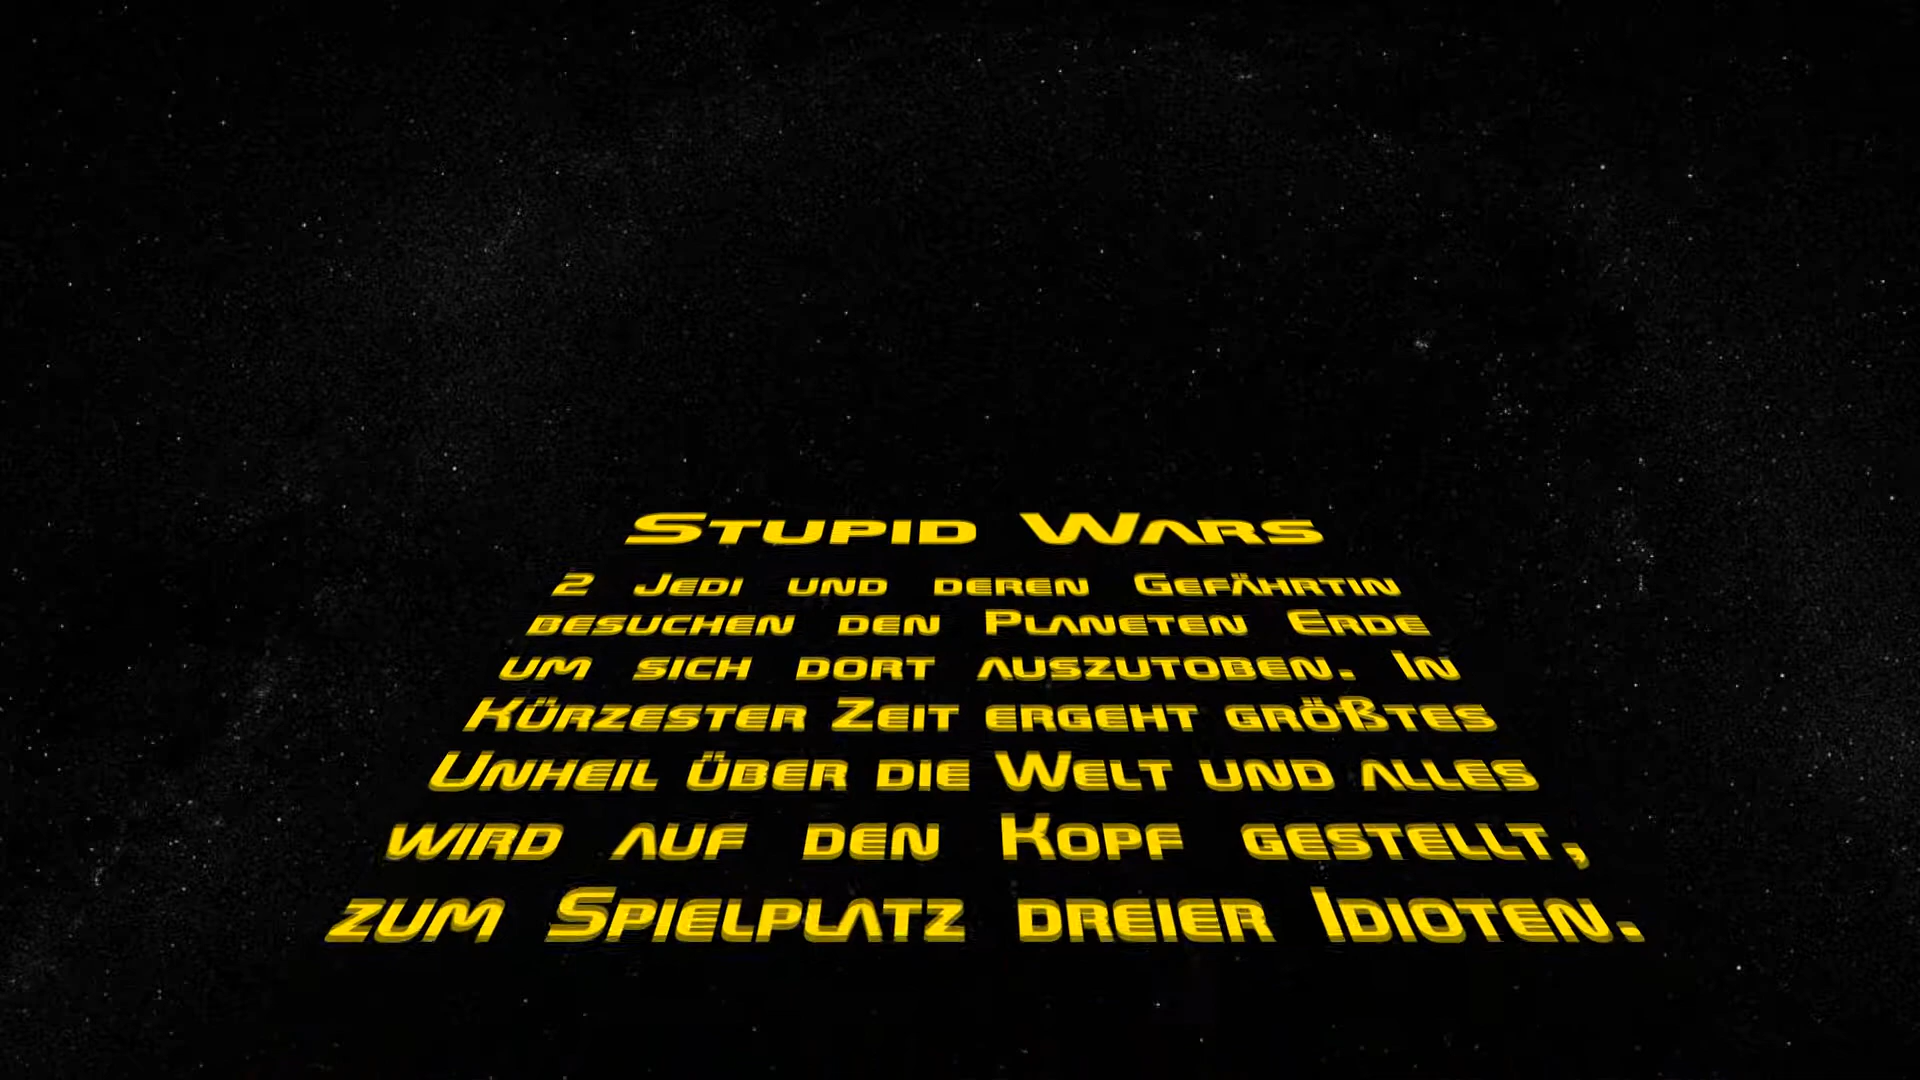 Stupid Wars
2 Jedi und deren Gefährtin
besuchen den Planeten Erde
um sich dort auszutoben. In
Kürzester Zeit ergeht größtes
Unheil über die Welt und alles
wird auf den Kopf gestellt,
zum Spielplatz dreier Idioten.